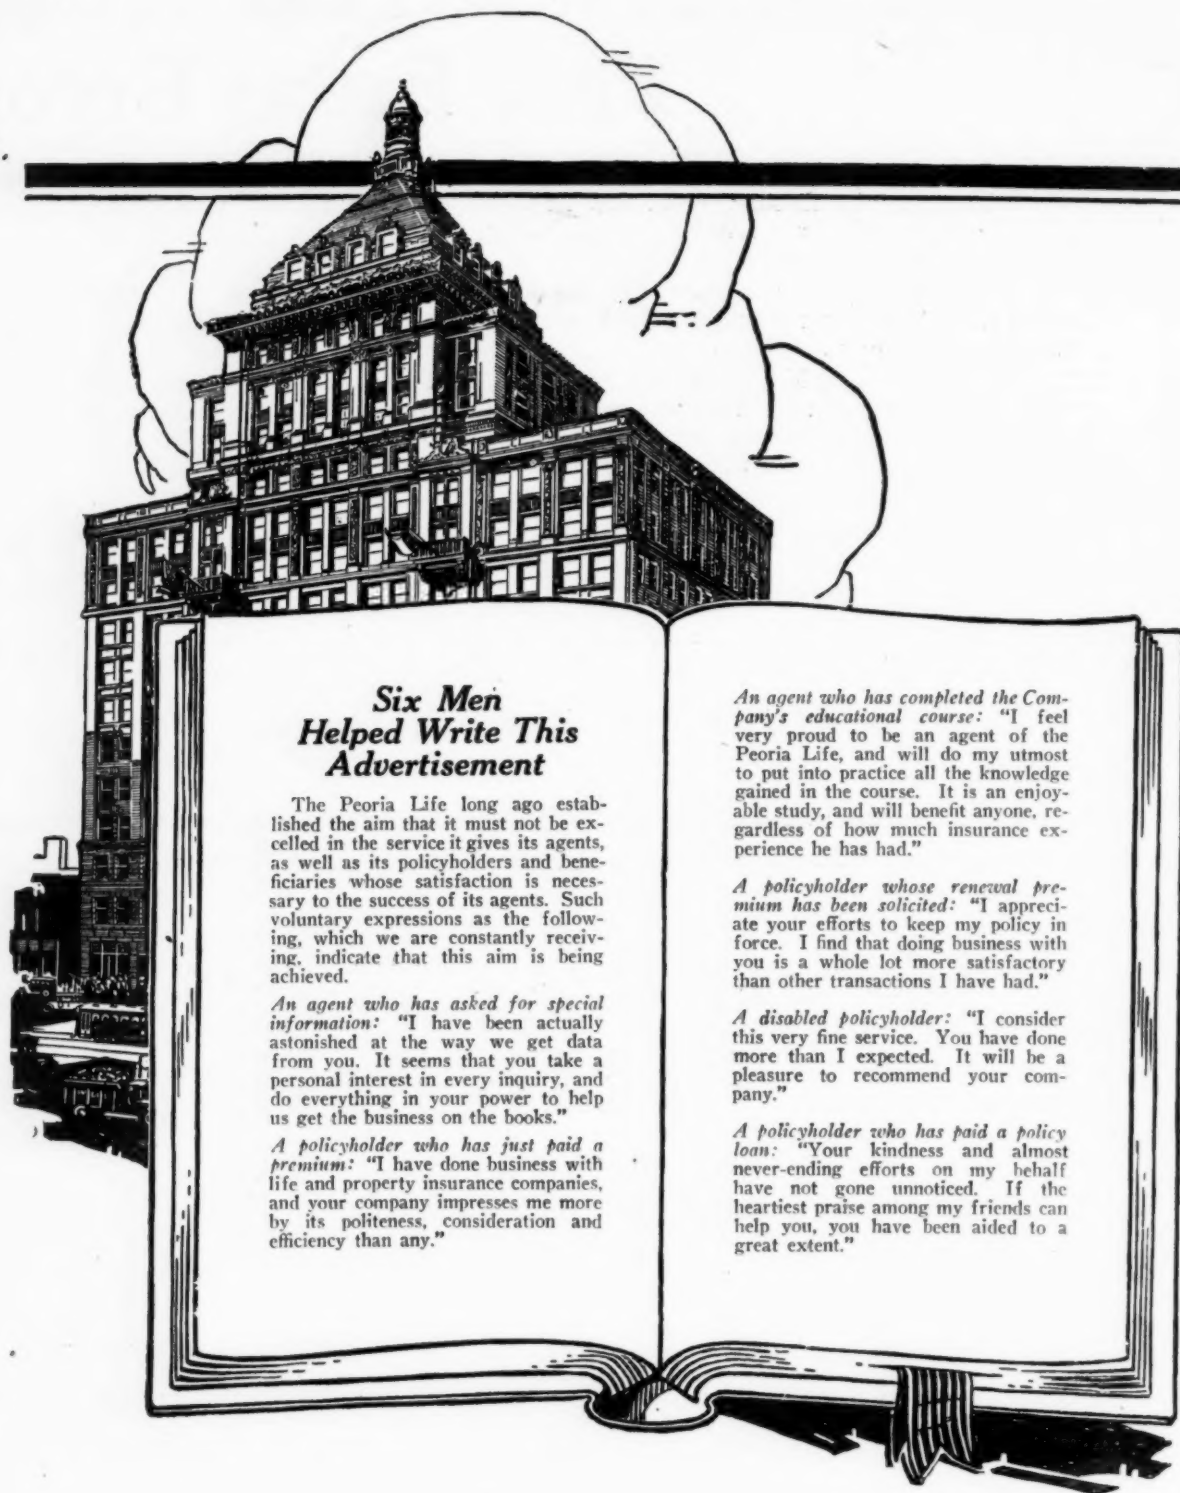 Six Men
Helped Write This
Advertisement
The Peoria Life long ago estab-
lished the aim that it must not be ex-
celled in the service it gives its agents,
as well as its policyholders and bene-
ficiaries whose satisfaction is neces-
sary to the success of its agents. Such
voluntary expressions as the follow-
ing, which we are constantly receiv-
ing, indicate that this aim is being
achieved.
An agent who has asked for special
information: "I have been actually
astonished at the way we get data
from you. It seems that you take a
personal interest in every inquiry, and
do everything in your power to help
us get the business on the books."
A policyholder who has just paid a
premium: "I have done business with
life and property insurance companies,
and your company impresses me more
by its politeness, consideration and
efficiency than any."
An agent who has completed the Com-
pany's educational course: "I feel
very proud to be an agent of the
Peoria Life, and will do my utmost
to put into practice all the knowledge
gained in the course. It is an enjoy-
able study, and will benefit anyone, re-
gardless of how much insurance ex-
perience he has had."
A policyholder whose renewal pre-
mium has been solicited: "I appreci-
ate your efforts to keep my policy in
force. I find that doing business with
you is a whole lot more satisfactory
than other transactions I have had."
A disabled policyholder: "I consider
this very fine service. You have done
more than I expected. It will be a
pleasure to recommend your com-
pany."
A policyholder who has paid a policy
loan: "Your kindness and almost
never-ending efforts on my behalf
have not gone unnoticed. If the
heartiest praise among my friends can
help you, you have been aided to a
great extent."